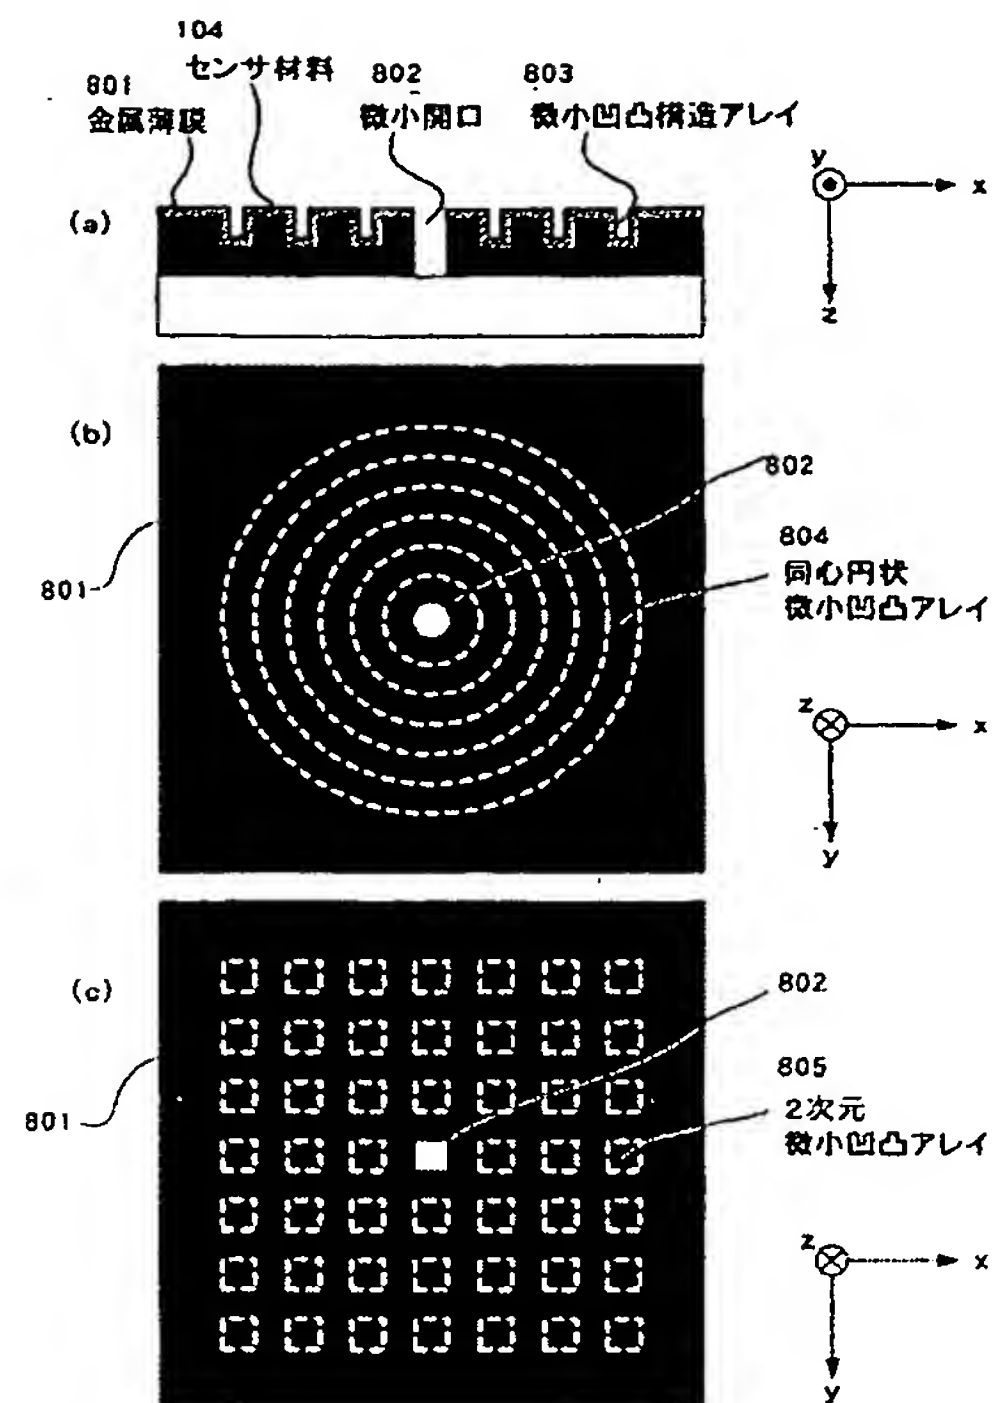 104
センサ材料
801
金属薄膜
802
微小開口
803
微小凹凸構造アレイ
(a)
y
x
z
(b)
802
804
同心円状
微小凹凸アレイ
801
z
x
y
(c)
802
805
2次元
微小凹凸アレイ
801
z
x
y